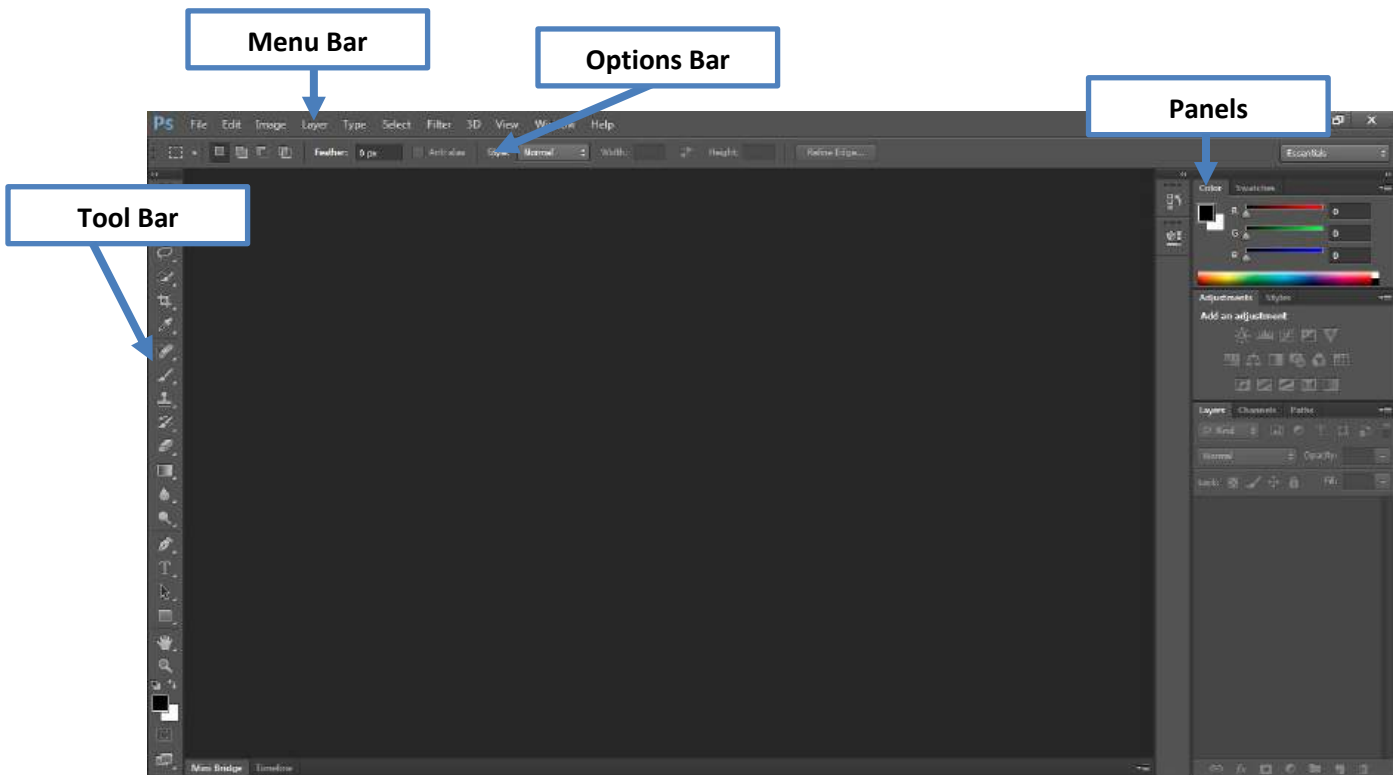 Menu Bar
Options Bar
Panels
Ps File Edit Image Layer Type Select Filter 3D View Window Help
Feather: 0 px Anti-alias Style: Normal Width: Height: Refine Edge... Essentials
Tool Bar
Color Swatches
R 0
G 0
B 0
Adjustments Styles
Add an adjustment
Layers Channels Paths
Kind
Normal Opacity:
Lock: Fill:
Mini Bridge Timeline